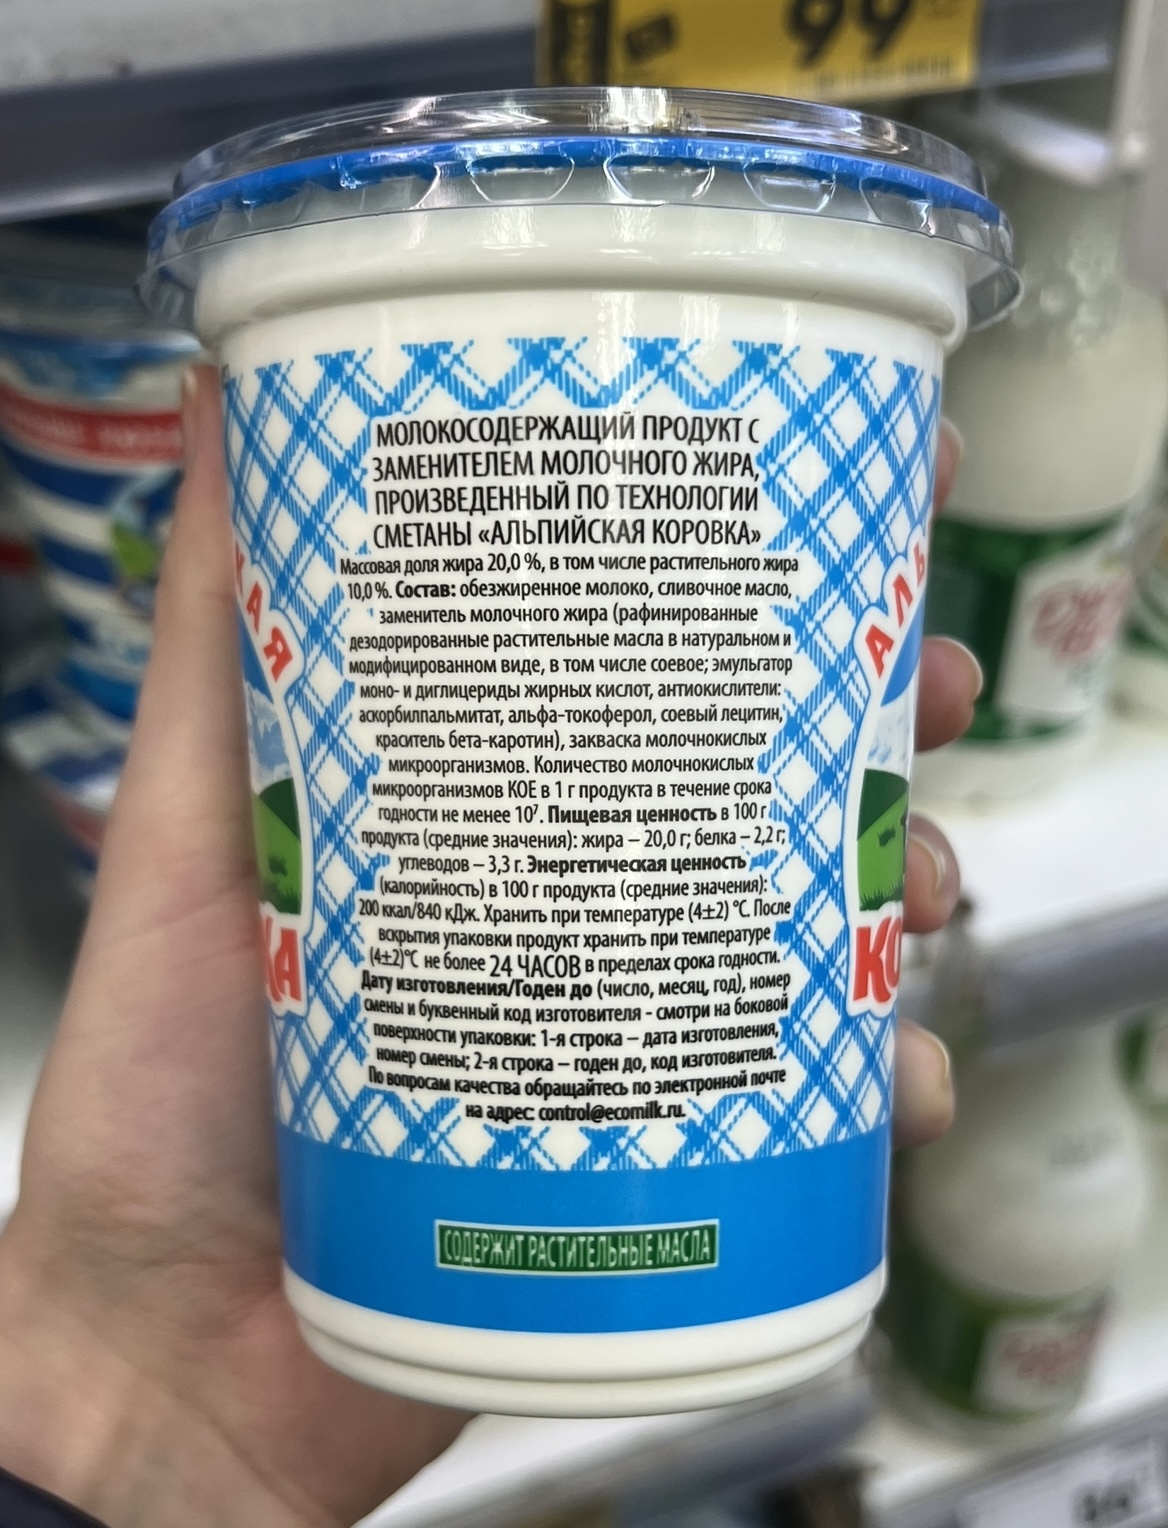 99
МОЛОКОСОДЕРЖАЩИЙ ПРОДУКТ С
ЗАМЕНИТЕЛЕМ МОЛОЧНОГО ЖИРА,
ПРОИЗВЕДЕННЫЙ ПО ТЕХНОЛОГИИ
СМЕТАНЫ «АЛЬПИЙСКАЯ КОРОВКА»
Массовая доля жира 20,0 %, в том числе растительного жира
10,0 %. Состав: обезжиренное молоко, сливочное масло,
заменитель молочного жира (рафинированные
дезодорированные растительные масла в натуральном и
модифицированном виде, в том числе соевое; эмульгатор
моно- и диглицериды жирных кислот, антиокислители:
аскорбилпальмитат, альфа-токоферол, соевый лецитин,
краситель бета-каротин), закваска молочнокислых
микроорганизмов. Количество молочнокислых
микроорганизмов КОЕ в 1 г продукта в течение срока
годности не менее 10⁷. Пищевая ценность в 100 г
продукта (средние значения): жира – 20,0 г; белка – 2,2 г;
углеводов – 3,3 г. Энергетическая ценность
(калорийность) в 100 г продукта (средние значения):
200 ккал/840 кДж. Хранить при температуре (4±2) °С. После
вскрытия упаковки продукт хранить при температуре
(4±2)°С не более 24 ЧАСОВ в пределах срока годности.
Дату изготовления/Годен до (число, месяц, год), номер
смены и буквенный код изготовителя - смотри на боковой
поверхности упаковки: 1-я строка – дата изготовления,
номер смены; 2-я строка – годен до, код изготовителя.
По вопросам качества обращайтесь по электронной почте
на адрес: control@ecomilk.ru.
КАЯ
КА
АЛЬ
КО
СОДЕРЖИТ РАСТИТЕЛЬНЫЕ МАСЛА